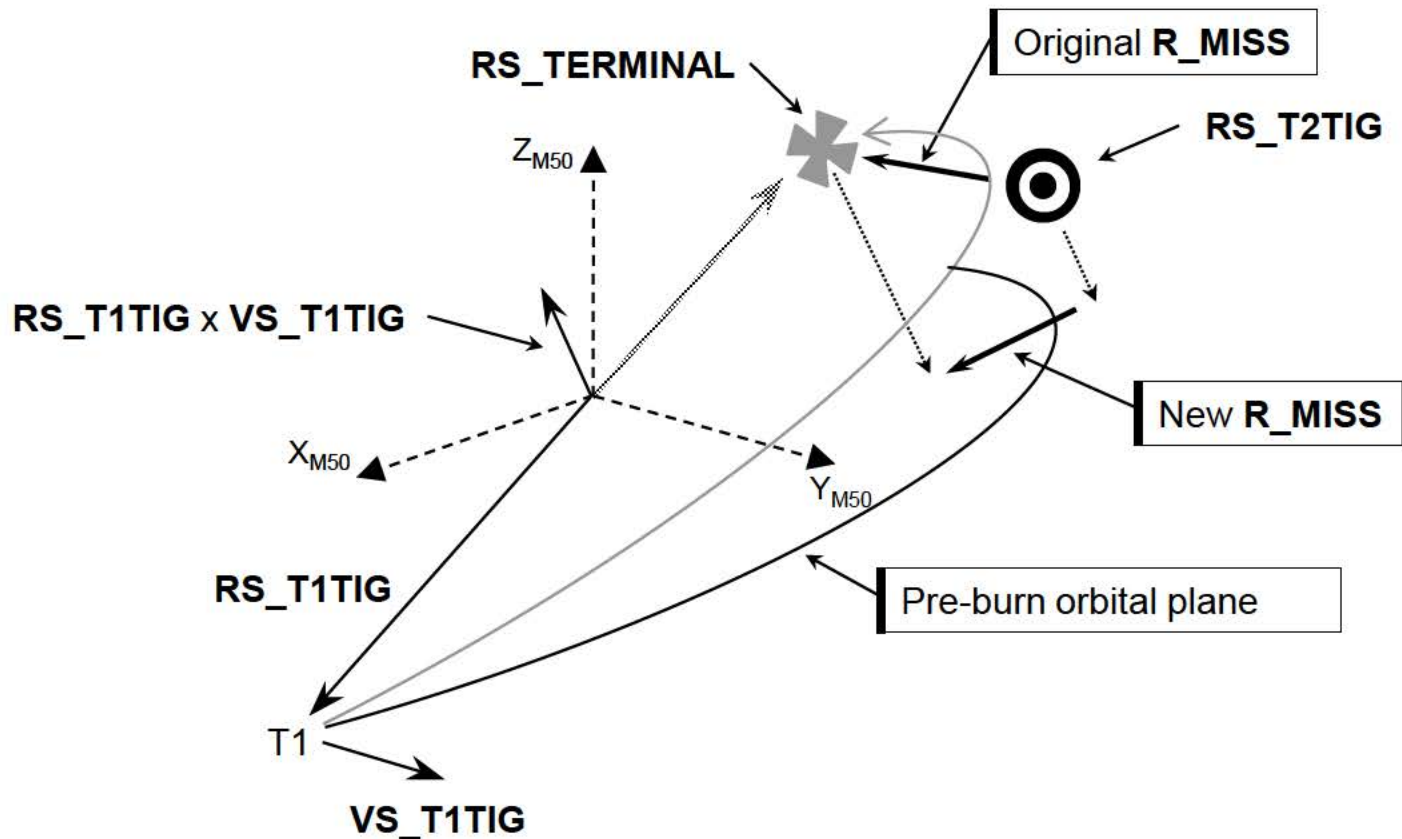 Original R_MISS
RS_TERMINAL
RS_T2TIG
Z_M50
RS_T1TIG x VS_T1TIG
New R_MISS
X_M50
Y_M50
RS_T1TIG
Pre-burn orbital plane
T1
VS_T1TIG